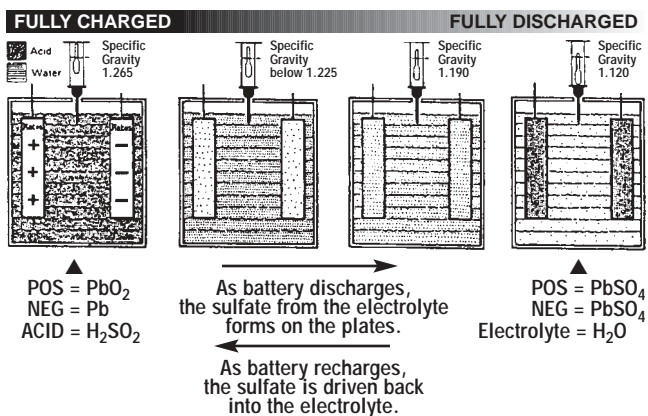 FULLY CHARGED
FULLY DISCHARGED
Acid
Water
Specific
Gravity
1.265
Specific
Gravity
below 1.225
Specific
Gravity
1.190
Specific
Gravity
1.120
Plates
Plates
+
+
+
–
–
–
POS = PbO₂
NEG = Pb
ACID = H₂SO₂
As battery discharges,
the sulfate from the electrolyte
forms on the plates.
As battery recharges,
the sulfate is driven back
into the electrolyte.
POS = PbSO₄
NEG = PbSO₄
Electrolyte = H₂O